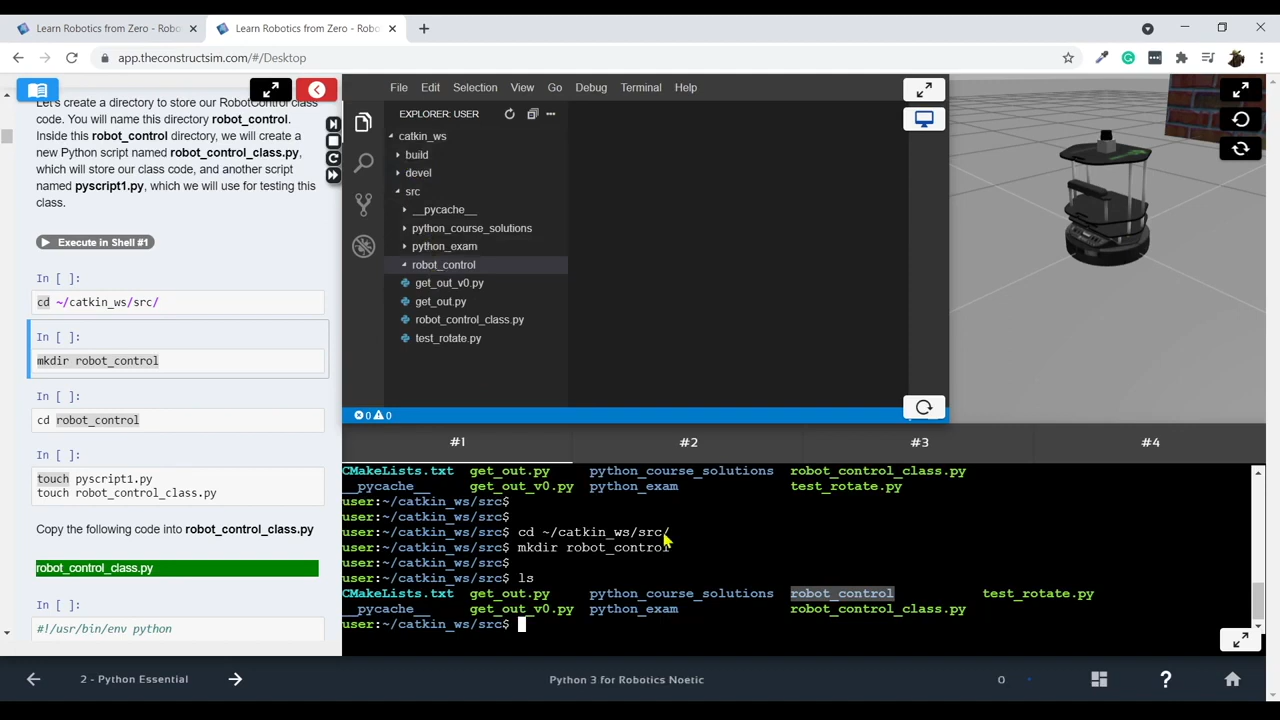 Learn Robotics from Zero - Robo
Learn Robotics from Zero - Robo
app.theconstructsim.com/#/Desktop
Let's create a directory to store our RobotControl class
code. You will name this directory robot_control.
Inside this robot_control directory, we will create a
new Python script named robot_control_class.py,
which will store our class code, and another script
named pyscript1.py, which we will use for testing this
class.
Execute in Shell #1
In [ ]:
cd ~/catkin_ws/src/
In [ ]:
mkdir robot_control
In [ ]:
cd robot_control
In [ ]:
touch pyscript1.py
touch robot_control_class.py
Copy the following code into robot_control_class.py
robot_control_class.py
In [ ]:
#!/usr/bin/env python
File Edit Selection View Go Debug Terminal Help
EXPLORER: USER
catkin_ws
build
devel
src
__pycache__
python_course_solutions
python_exam
robot_control
get_out_v0.py
get_out.py
robot_control_class.py
test_rotate.py
0 0
#1 #2 #3 #4
CMakeLists.txt get_out.py python_course_solutions robot_control_class.py
__pycache__ get_out_v0.py python_exam test_rotate.py
user:~/catkin_ws/src$
user:~/catkin_ws/src$
user:~/catkin_ws/src$ cd ~/catkin_ws/src/
user:~/catkin_ws/src$ mkdir robot_control
user:~/catkin_ws/src$
user:~/catkin_ws/src$ ls
CMakeLists.txt get_out.py python_course_solutions robot_control test_rotate.py
__pycache__ get_out_v0.py python_exam robot_control_class.py
user:~/catkin_ws/src$
2 - Python Essential
Python 3 for Robotics Noetic
0